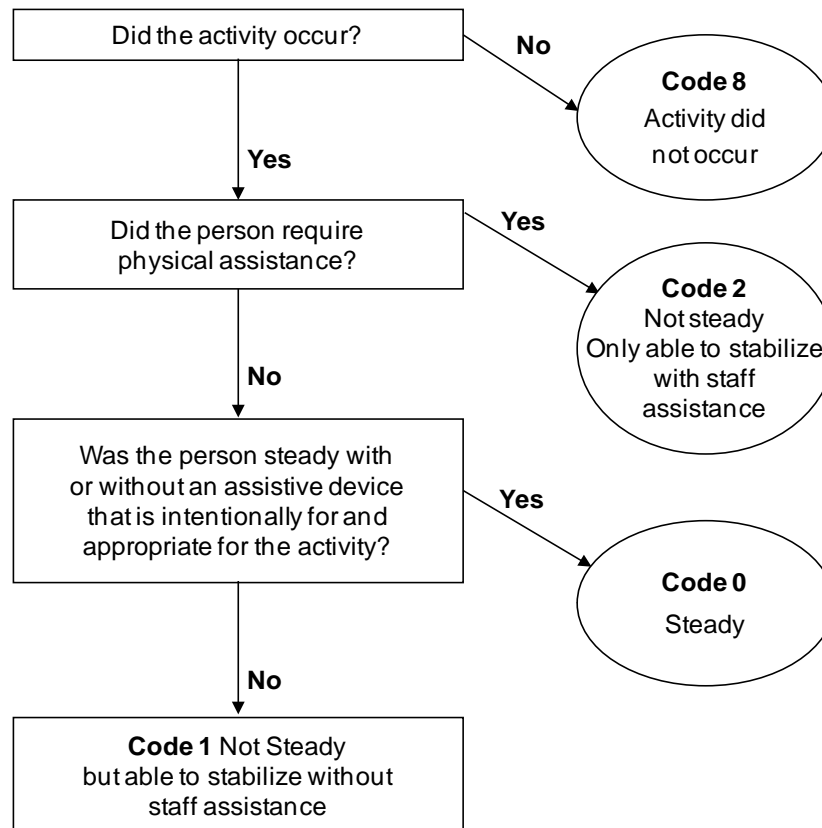 Did the activity occur?
No
Code 8
Activity did
not occur
Yes
Did the person require
physical assistance?
Yes
Code 2
Not steady
Only able to stabilize
with staff
assistance
No
Was the person steady with
or without an assistive device
that is intentionally for and
appropriate for the activity?
Yes
Code 0
Steady
No
Code 1 Not Steady
but able to stabilize without
staff assistance